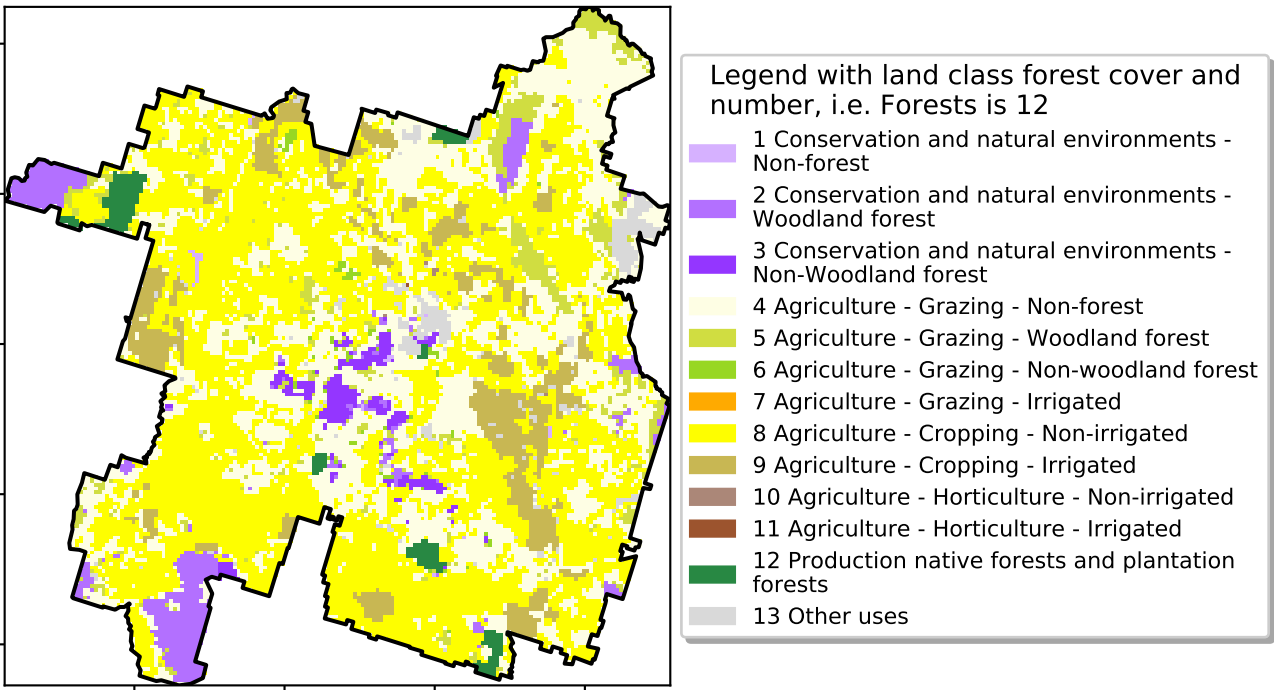 Legend with land class forest cover and
number, i.e. Forests is 12
1 Conservation and natural environments -
Non-forest
2 Conservation and natural environments -
Woodland forest
3 Conservation and natural environments -
Non-Woodland forest
4 Agriculture - Grazing - Non-forest
5 Agriculture - Grazing - Woodland forest
6 Agriculture - Grazing - Non-woodland forest
7 Agriculture - Grazing - Irrigated
8 Agriculture - Cropping - Non-irrigated
9 Agriculture - Cropping - Irrigated
10 Agriculture - Horticulture - Non-irrigated
11 Agriculture - Horticulture - Irrigated
12 Production native forests and plantation
forests
13 Other uses